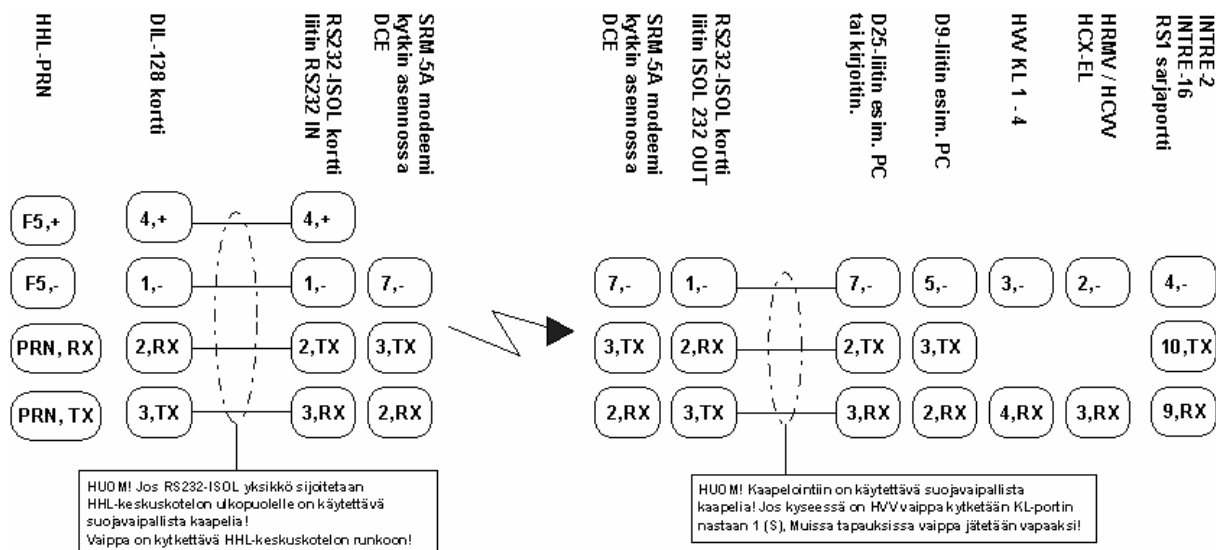 HHL-PRN
DIL-128 kortti
RS232-ISOL kortti
liitin RS232 IN
SRM-5A modeemi
kytkin asennossa
DCE
SRM-5A modeemi
kytkin asennossa
DCE
RS232-ISOL kortti
liitin ISOL 232 OUT
D25-liitin esim. PC
tai kirjoitin.
D9-liitin esim. PC
HVV KL 1 - 4
HRMV / HCVV
HCX-EL
INTRE-2
INTRE-16
RS1 sarjaportti
F5,+
4,+
4,+
F5,-
1,-
1,-
7,-
7,-
1,-
7,-
5,-
3,-
2,-
4,-
PRN, RX
2,RX
2,TX
3,TX
3,TX
2,RX
2,TX
3,TX
10,TX
PRN, TX
3,TX
3,RX
2,RX
2,RX
3,TX
3,RX
2,RX
4,RX
3,RX
9,RX
HUOM! Jos RS232-ISOL yksikkö sijoitetaan
HHL-keskuskotelon ulkopuolelle on käytettävä
suojavaipallista kaapelia!
Vaippa on kytkettävä HHL-keskuskotelon runkoon!
HUOM! Kaapelointiin on käytettävä suojavaipallista
kaapelia! Jos kyseessä on HVV vaippa kytketään KL-portin
nastaan 1 (S), Muissa tapauksissa vaippa jätetään vapaaksi!